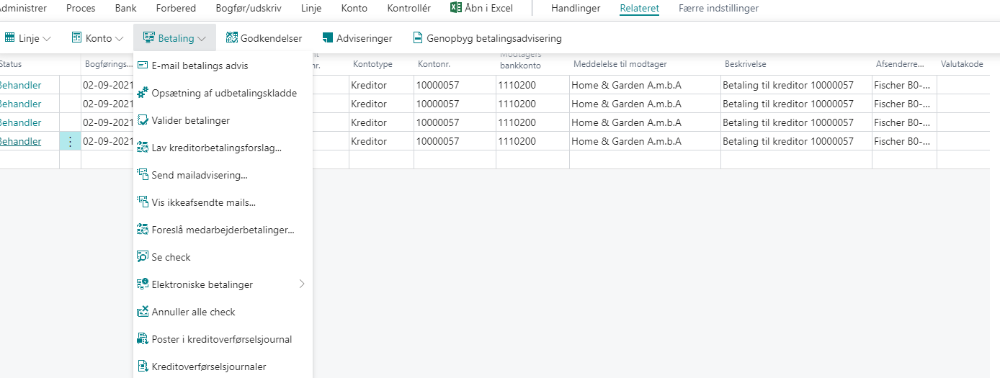 Administrer Proces Bank Forbered Bogfør/udskriv Linje Konto Kontrollér Åbn i Excel Handlinger Relateret Færre indstillinger
Linje Konto Betaling Godkendelser Adviseringer Genopbyg betalingsadvisering
Status Bogførings... nr. Kontotype Kontonr. Modtagers bankkonto Meddelelse til modtager Beskrivelse Afsenderre... Valutakode
Behandler 02-09-2021 Kreditor 10000057 1110200 Home & Garden A.m.b.A Betaling til kreditor 10000057 Fischer B0-...
Behandler 02-09-2021 Kreditor 10000057 1110200 Home & Garden A.m.b.A Betaling til kreditor 10000057 Fischer B0-...
Behandler 02-09-2021 Kreditor 10000057 1110200 Home & Garden A.m.b.A Betaling til kreditor 10000057 Fischer B0-...
Behandler 02-09-2021 Kreditor 10000057 1110200 Home & Garden A.m.b.A Betaling til kreditor 10000057 Fischer B0-...
E-mail betalings advis
Opsætning af udbetalingskladde
Valider betalinger
Lav kreditorbetalingsforslag...
Send mailadvisering...
Vis ikkeafsendte mails...
Foreslå medarbejderbetalinger...
Se check
Elektroniske betalinger
Annuller alle check
Poster i kreditoverførselsjournal
Kreditoverførselsjournaler